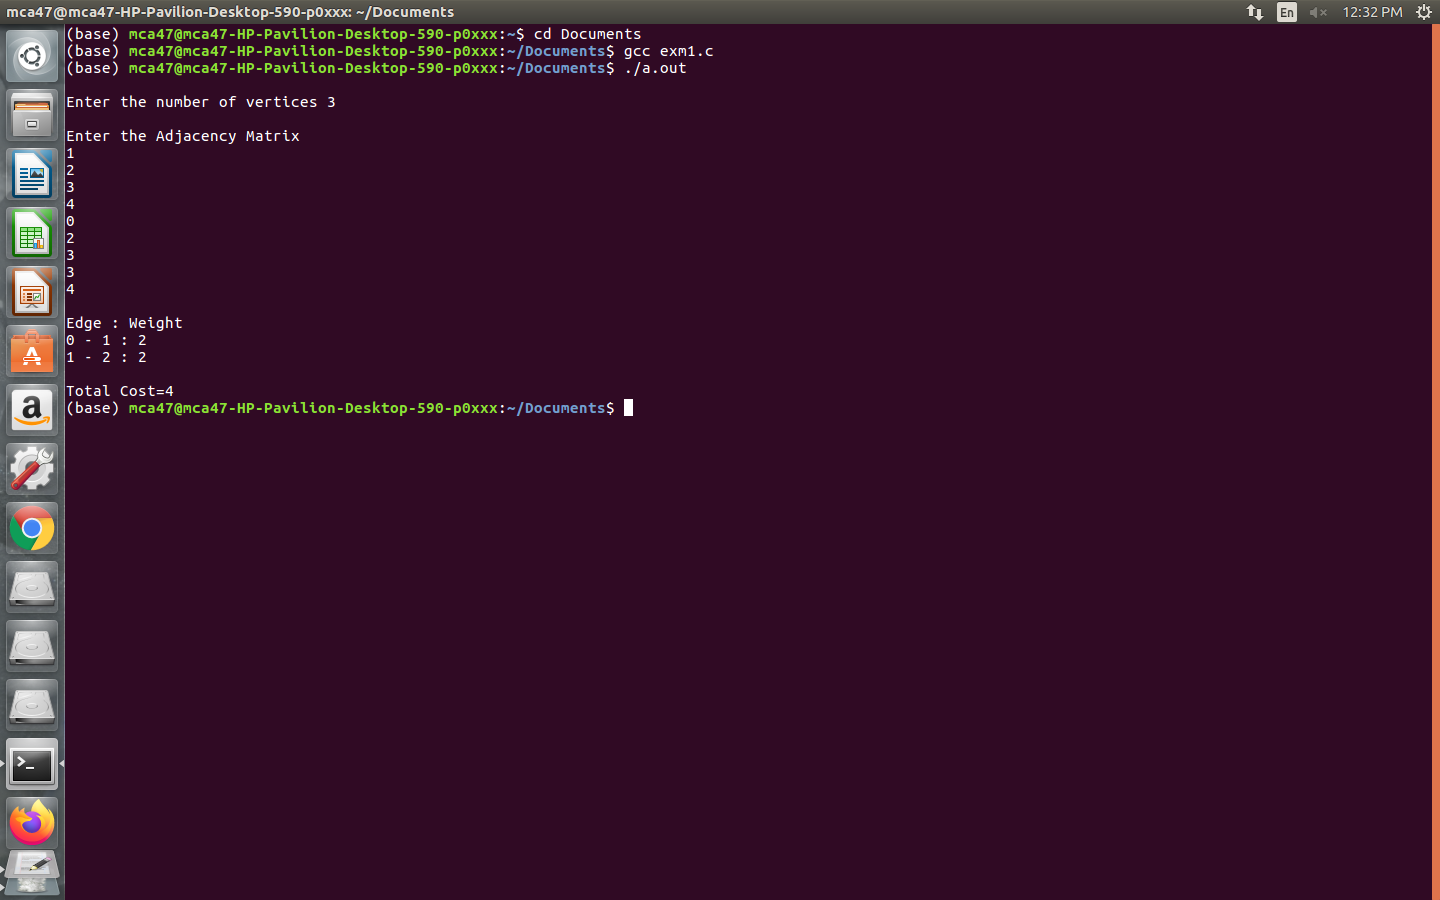 mca47@mca47-HP-Pavilion-Desktop-590-p0xxx: ~/Documents
En
12:32 PM
(base) mca47@mca47-HP-Pavilion-Desktop-590-p0xxx:~$ cd Documents
(base) mca47@mca47-HP-Pavilion-Desktop-590-p0xxx:~/Documents$ gcc exm1.c
(base) mca47@mca47-HP-Pavilion-Desktop-590-p0xxx:~/Documents$ ./a.out
Enter the number of vertices 3
Enter the Adjacency Matrix
1
2
3
4
0
2
3
3
4
Edge : Weight
0 - 1 : 2
1 - 2 : 2
Total Cost=4
(base) mca47@mca47-HP-Pavilion-Desktop-590-p0xxx:~/Documents$